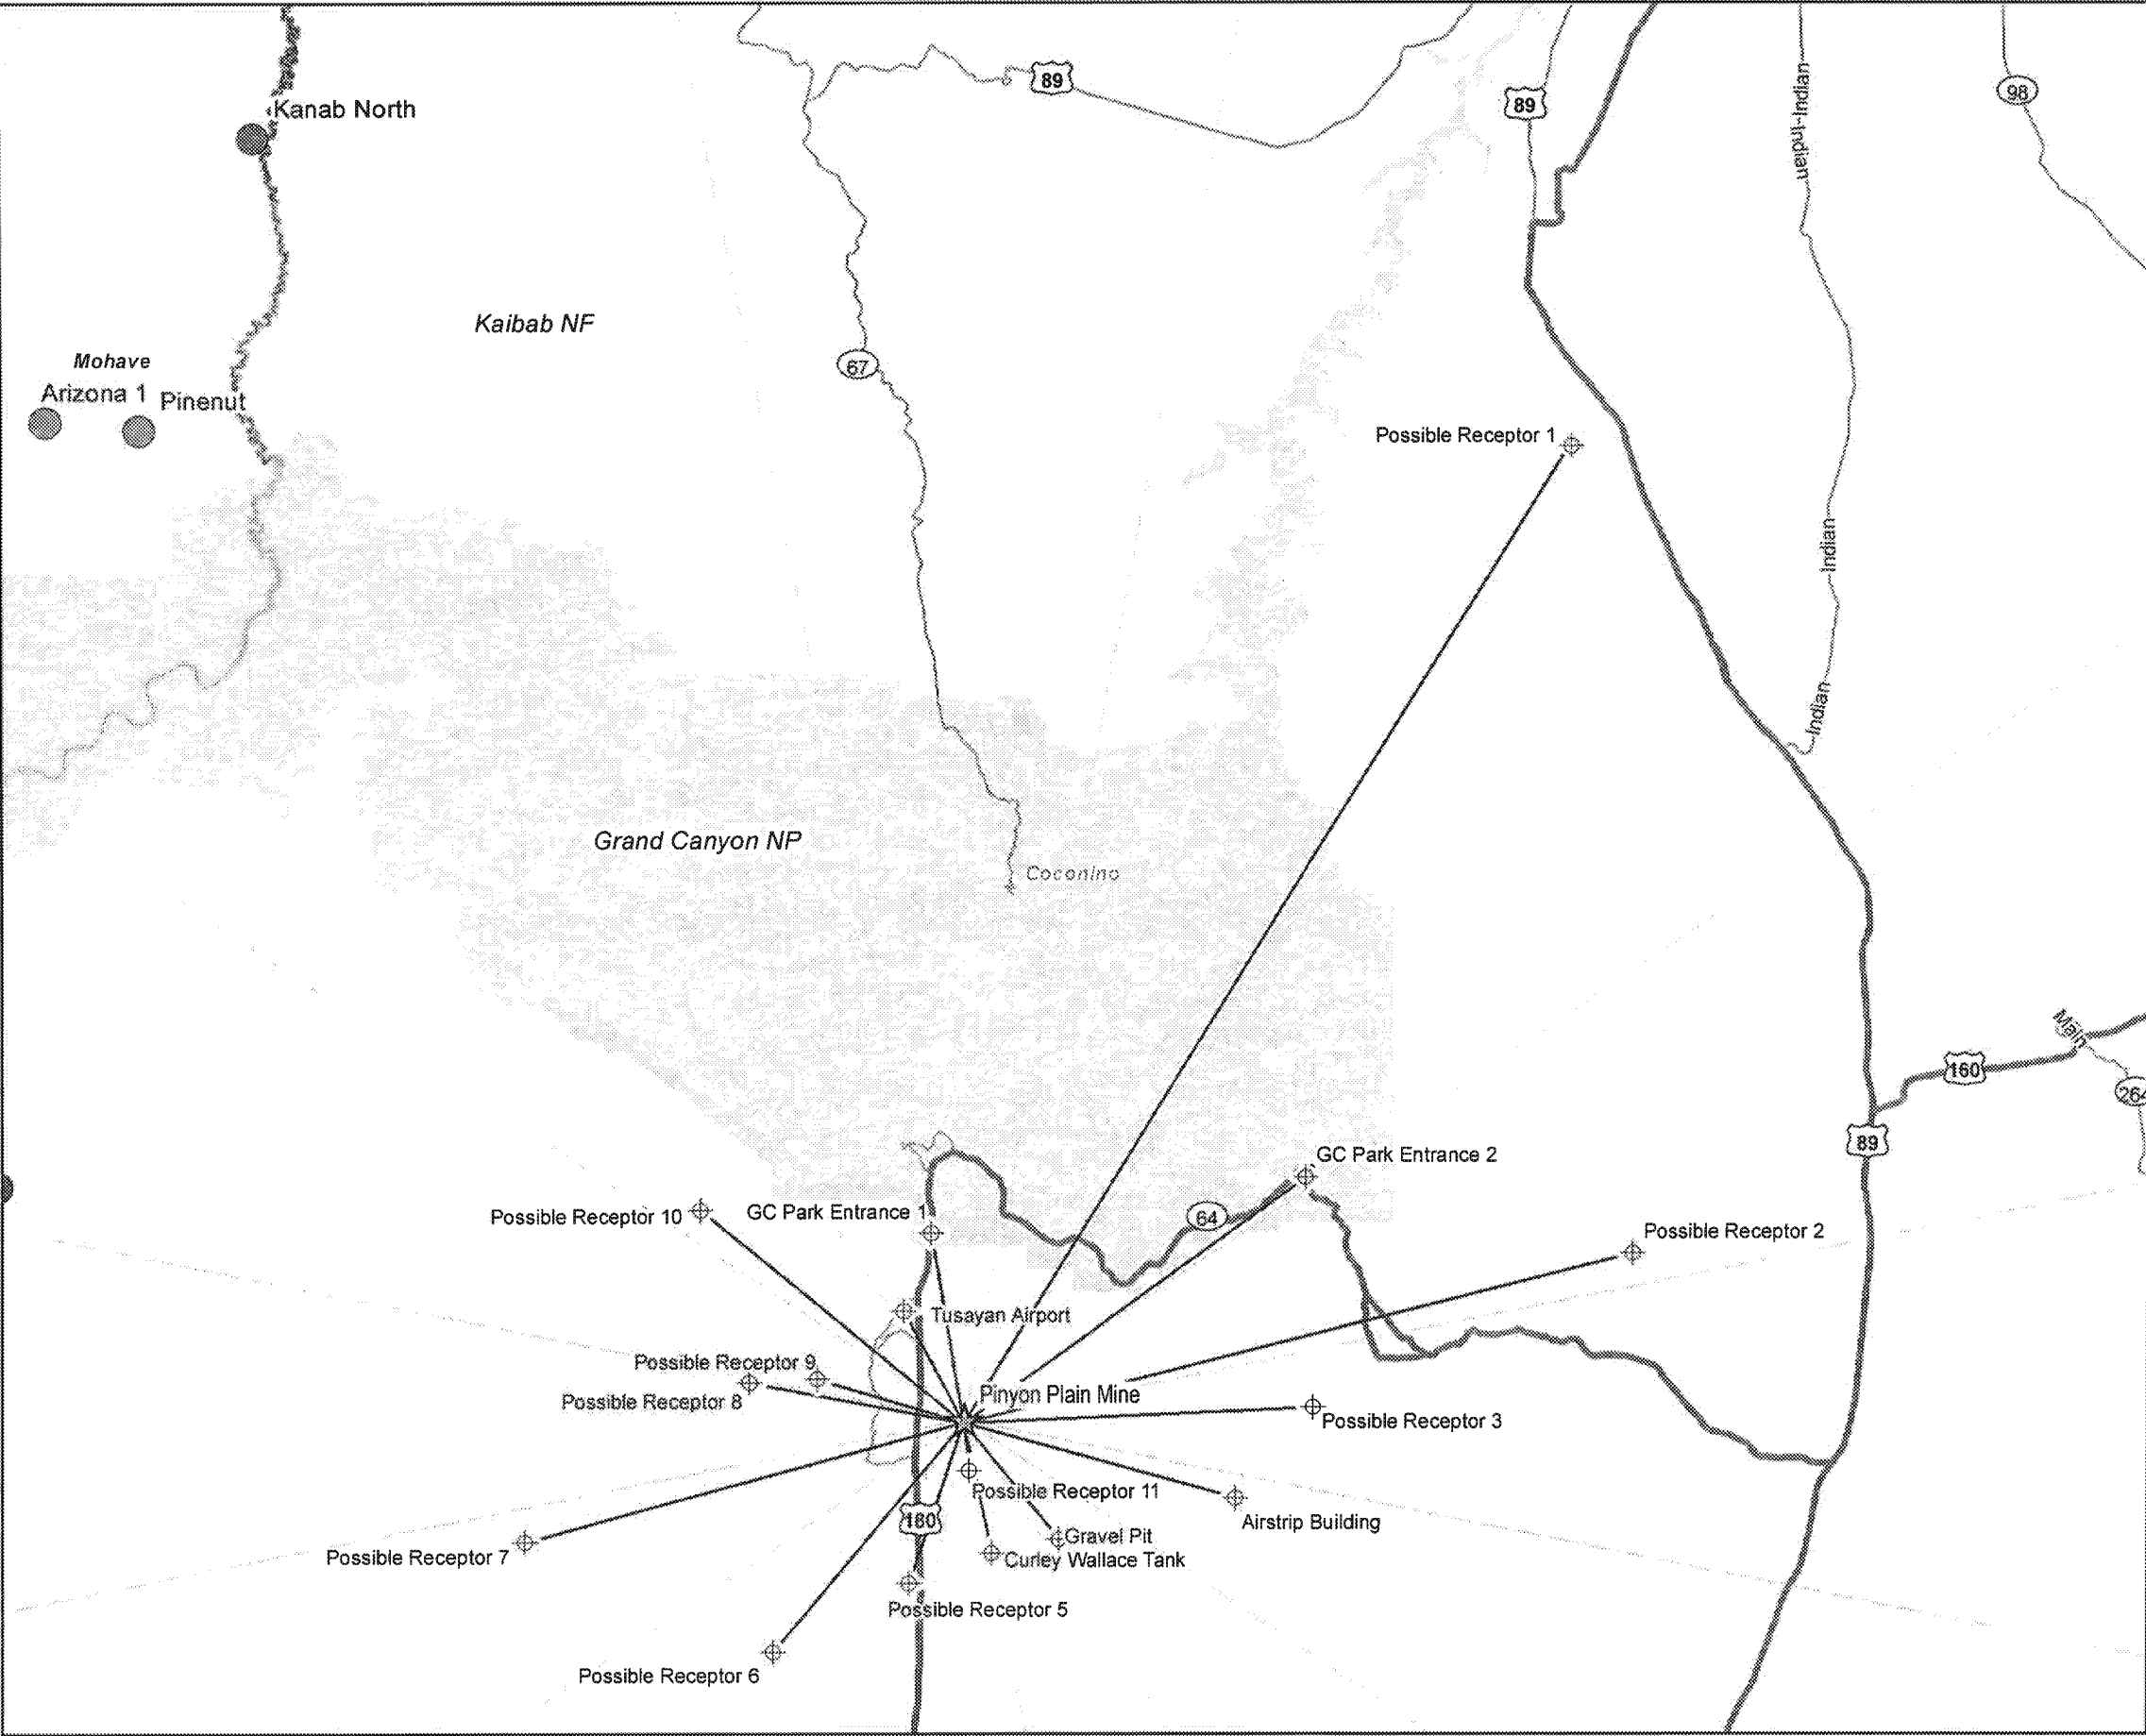 89
Kanab North
89
98
Indian-Indian
Kaibab NF
Mohave
67
Arizona 1
Pinenut
Possible Receptor 1
Indian
Indian
Grand Canyon NP
Coconino
Main
160
264
89
GC Park Entrance 2
Possible Receptor 10
GC Park Entrance 1
64
Possible Receptor 2
Tusayan Airport
Possible Receptor 9
Possible Receptor 8
Pinyon Plain Mine
Possible Receptor 3
Possible Receptor 11
180
Airstrip Building
Gravel Pit
Possible Receptor 7
Curley Wallace Tank
Possible Receptor 5
Possible Receptor 6